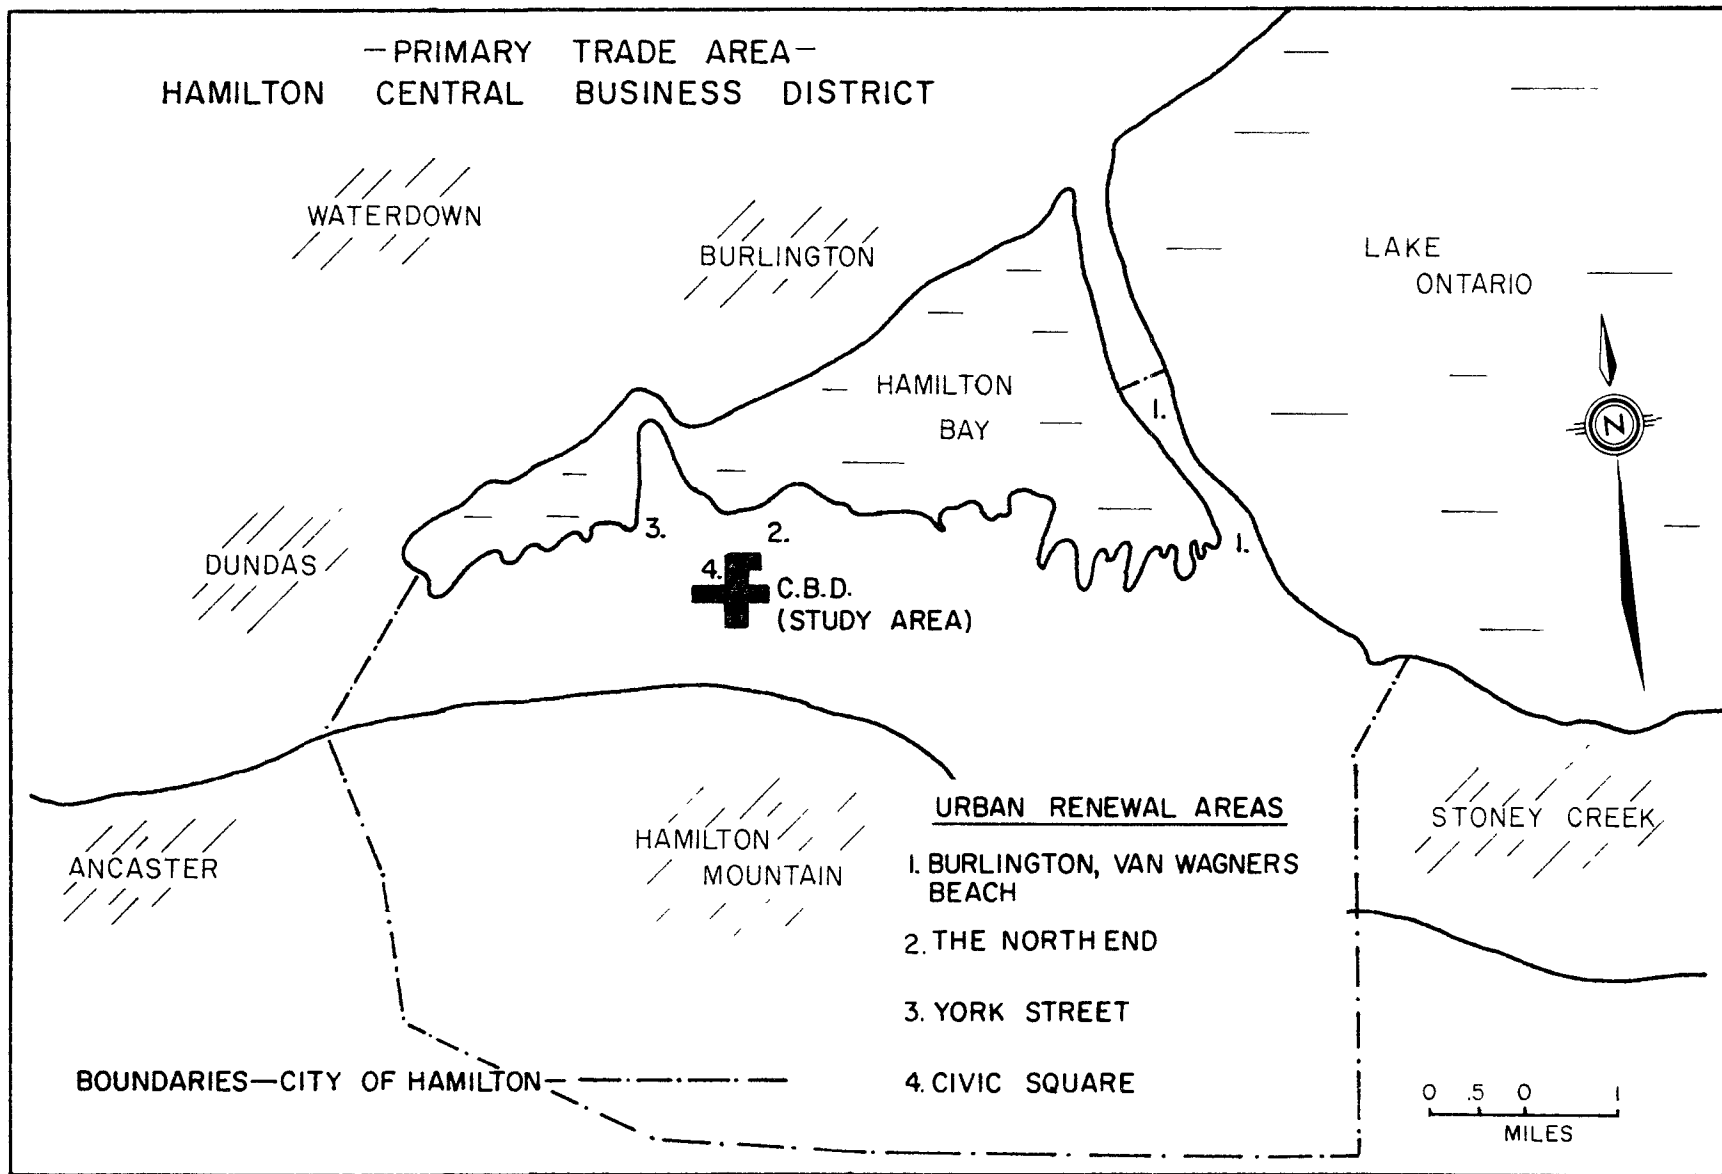 —PRIMARY TRADE AREA—
HAMILTON CENTRAL BUSINESS DISTRICT
WATERDOWN
BURLINGTON
LAKE
ONTARIO
HAMILTON
BAY
1.
N
3.
2.
1.
DUNDAS
4.
C.B.D.
(STUDY AREA)
ANCASTER
HAMILTON
MOUNTAIN
STONEY CREEK
URBAN RENEWAL AREAS
1. BURLINGTON, VAN WAGNERS
BEACH
2. THE NORTH END
3. YORK STREET
4. CIVIC SQUARE
BOUNDARIES—CITY OF HAMILTON
0 .5 0 1
MILES